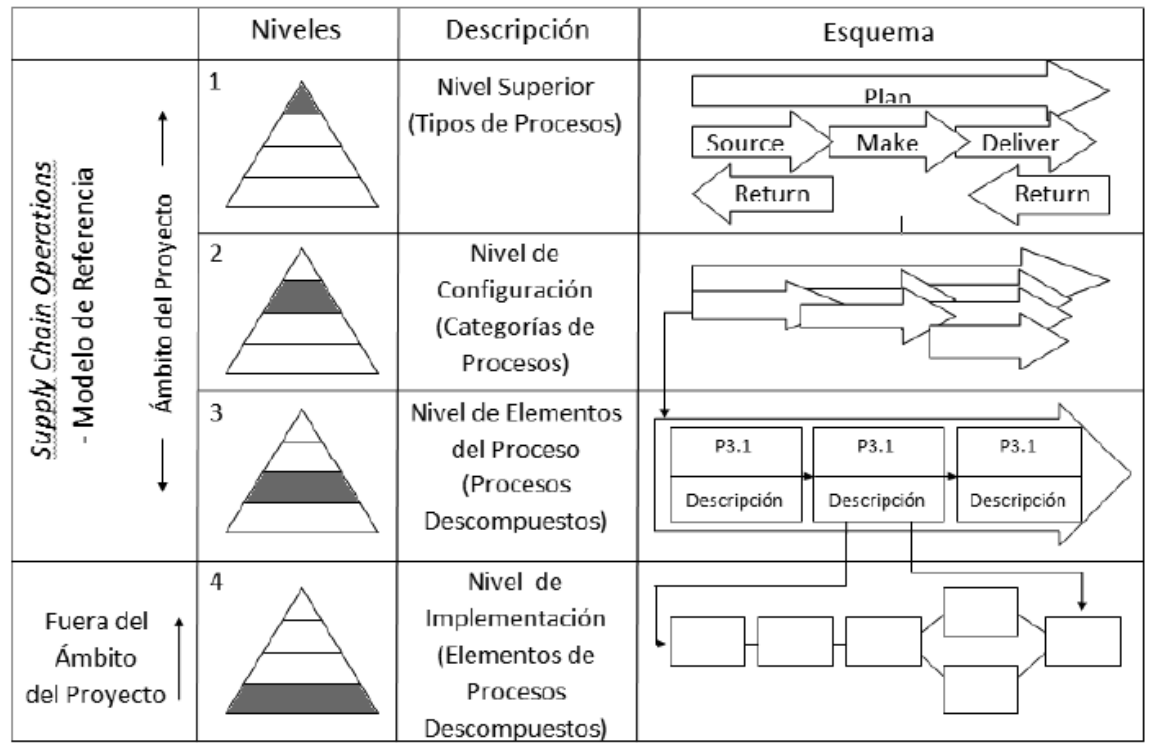 Niveles
Descripción
Esquema
Supply Chain Operations
- Modelo de Referencia
Ámbito del Proyecto
1
Nivel Superior
(Tipos de Procesos)
Plan
Source
Make
Deliver
Return
Return
2
Nivel de
Configuración
(Categorías de
Procesos)
3
Nivel de Elementos
del Proceso
(Procesos
Descompuestos)
P3.1
P3.1
P3.1
Descripción
Descripción
Descripción
Fuera del
Ámbito
del Proyecto
4
Nivel de
Implementación
(Elementos de
Procesos
Descompuestos)